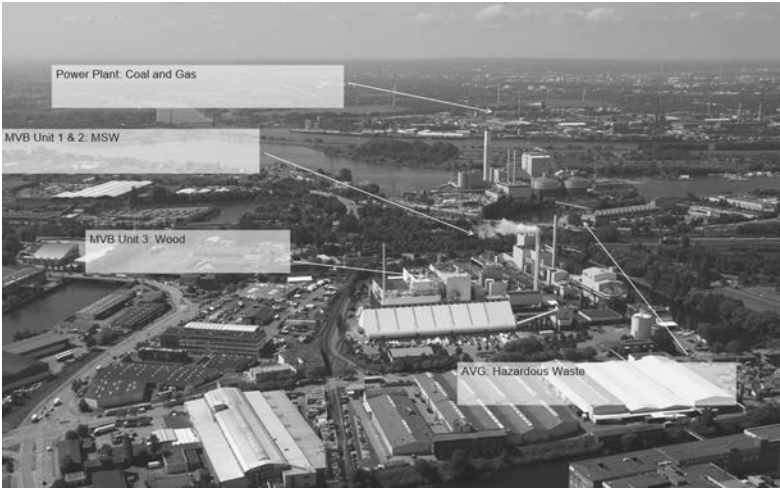 Power Plant: Coal and Gas
MVB Unit 1 & 2: MSW
MVB Unit 3: Wood
AVG: Hazardous Waste